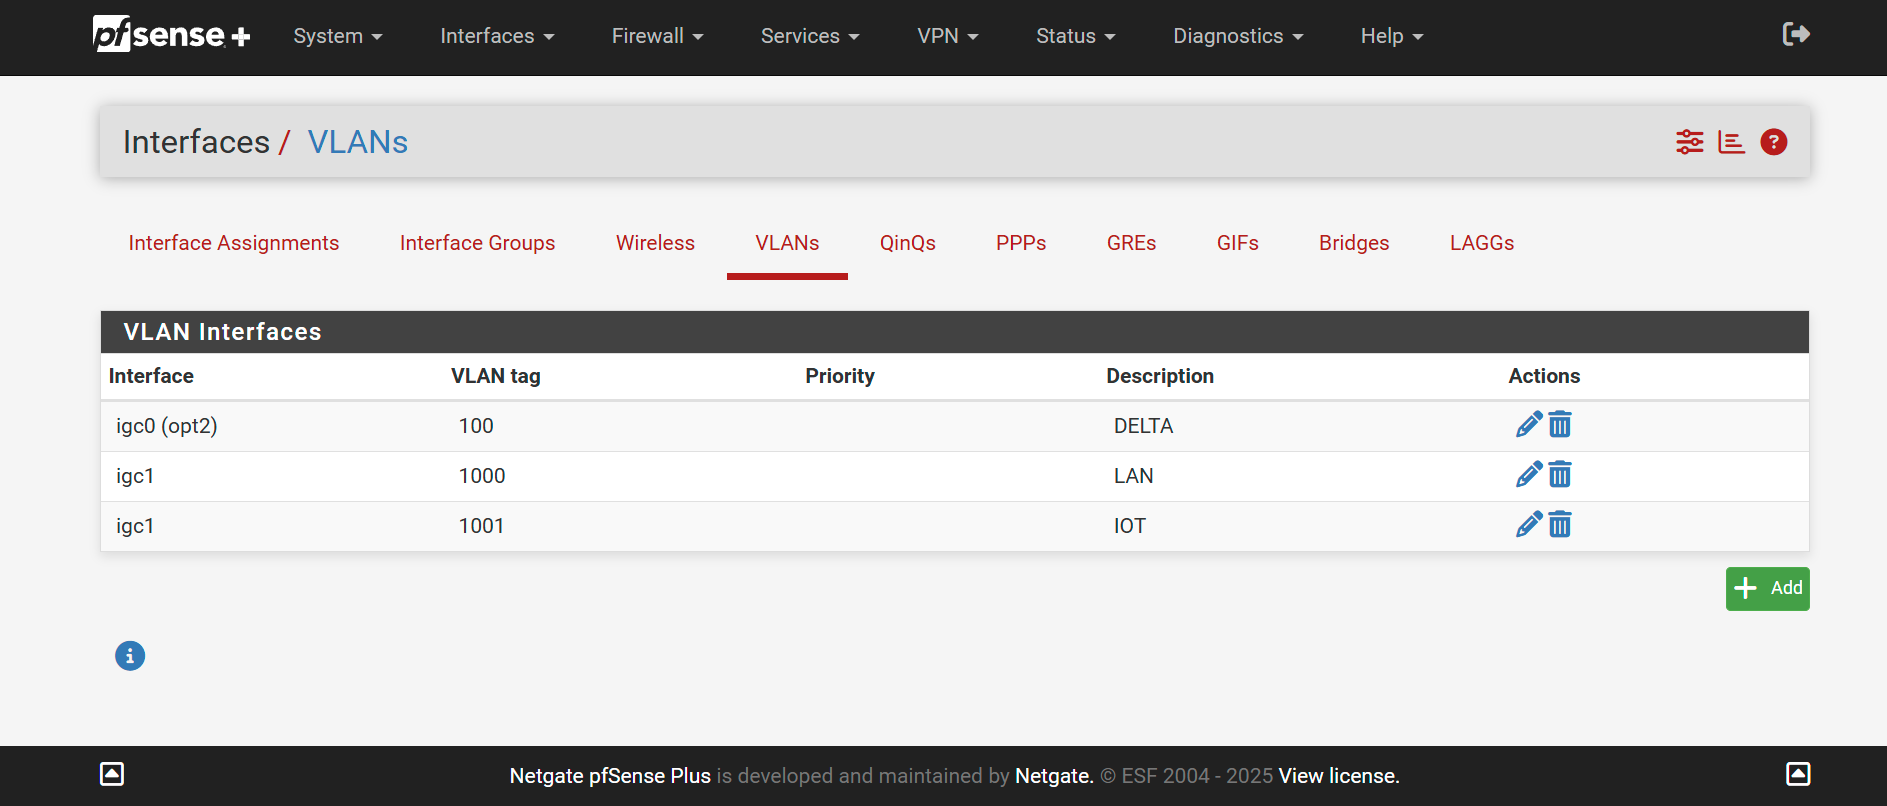 pfsense+ System Interfaces Firewall Services VPN Status Diagnostics Help
Interfaces / VLANs
Interface Assignments Interface Groups Wireless VLANs QinQs PPPs GREs GIFs Bridges LAGGs
VLAN Interfaces
Interface VLAN tag Priority Description Actions
igc0 (opt2) 100 DELTA
igc1 1000 LAN
igc1 1001 IOT
Add
Netgate pfSense Plus is developed and maintained by Netgate. © ESF 2004 - 2025 View license.